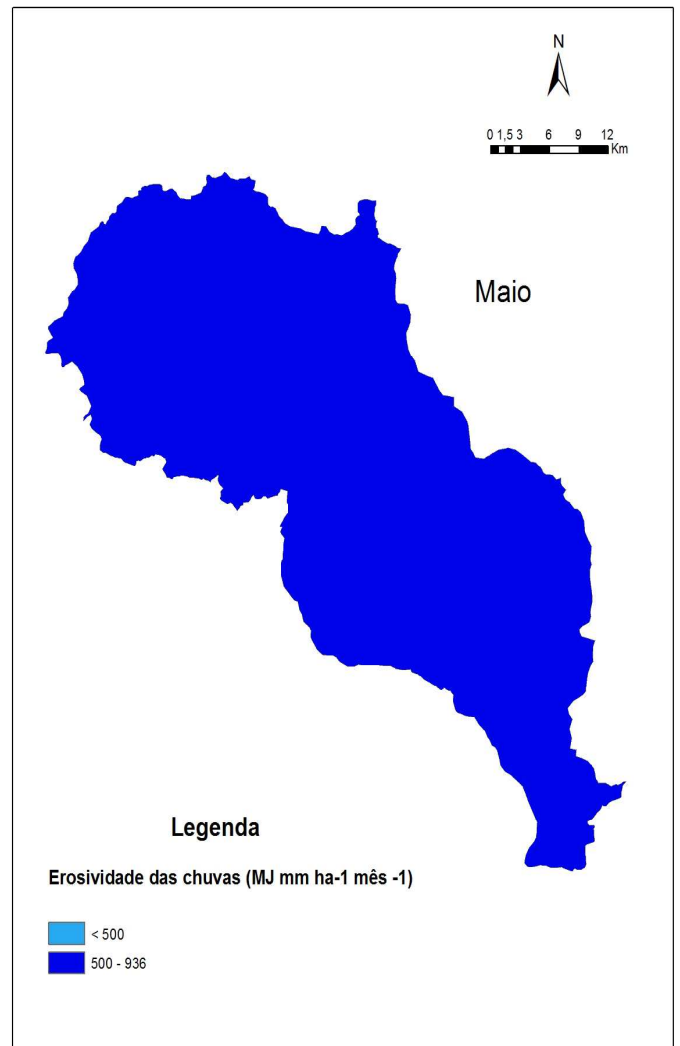 N
0 1,5 3 6 9 12
Km
Maio
Legenda
Erosividade das chuvas (MJ mm ha-1 mês -1)
< 500
500 - 936